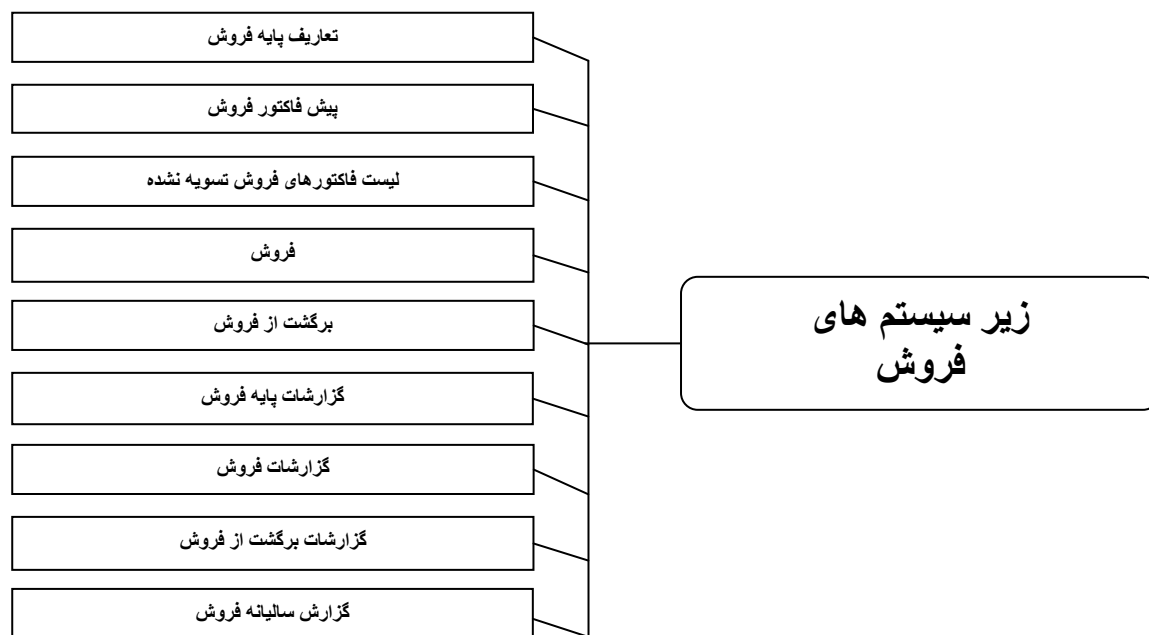 زیر سیستم های
فروش
تعاریف پایه فروش
پیش فاکتور فروش
لیست فاکتورهای فروش تسویه نشده
فروش
برگشت از فروش
گزارشات پایه فروش
گزارشات فروش
گزارشات برگشت از فروش
گزارش سالیانه فروش